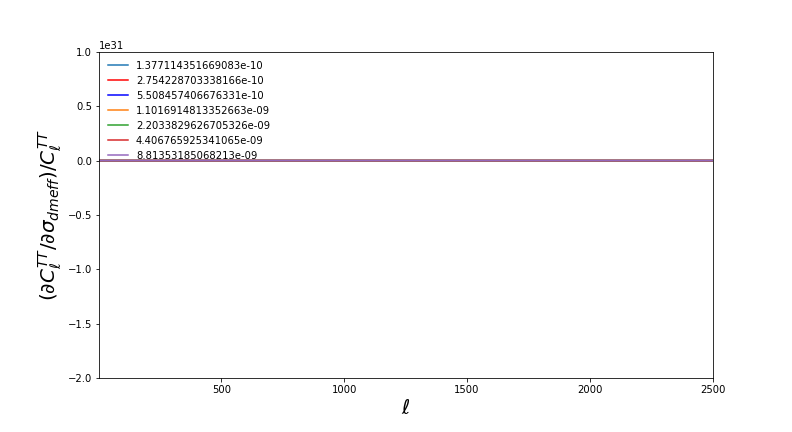 1e31
1.0
0.5
0.0
−0.5
−1.0
−1.5
−2.0
1.377114351669083e-10
2.754228703338166e-10
5.508457406676331e-10
1.1016914813352663e-09
2.2033829626705326e-09
4.406765925341065e-09
8.81353185068213e-09
(∂C_ℓ^{TT}/∂σ_{dmeff})/C_ℓ^{TT}
500
1000
1500
2000
2500
ℓ